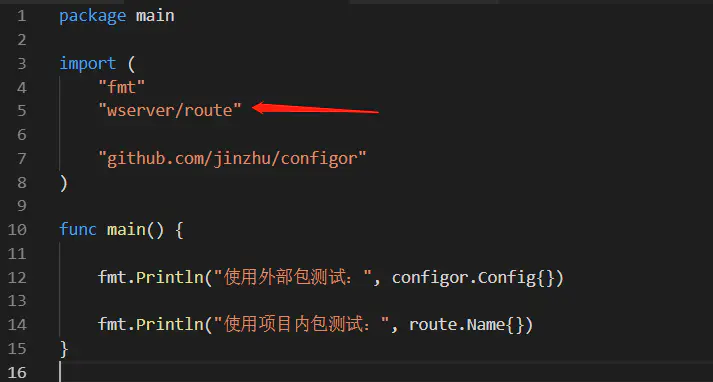 1 package main
2
3 import (
4 "fmt"
5 "wserver/route"
6
7 "github.com/jinzhu/configor"
8 )
9
10 func main() {
11
12 fmt.Println("使用外部包测试：", configor.Config{})
13
14 fmt.Println("使用项目内包测试：", route.Name{})
15 }
16